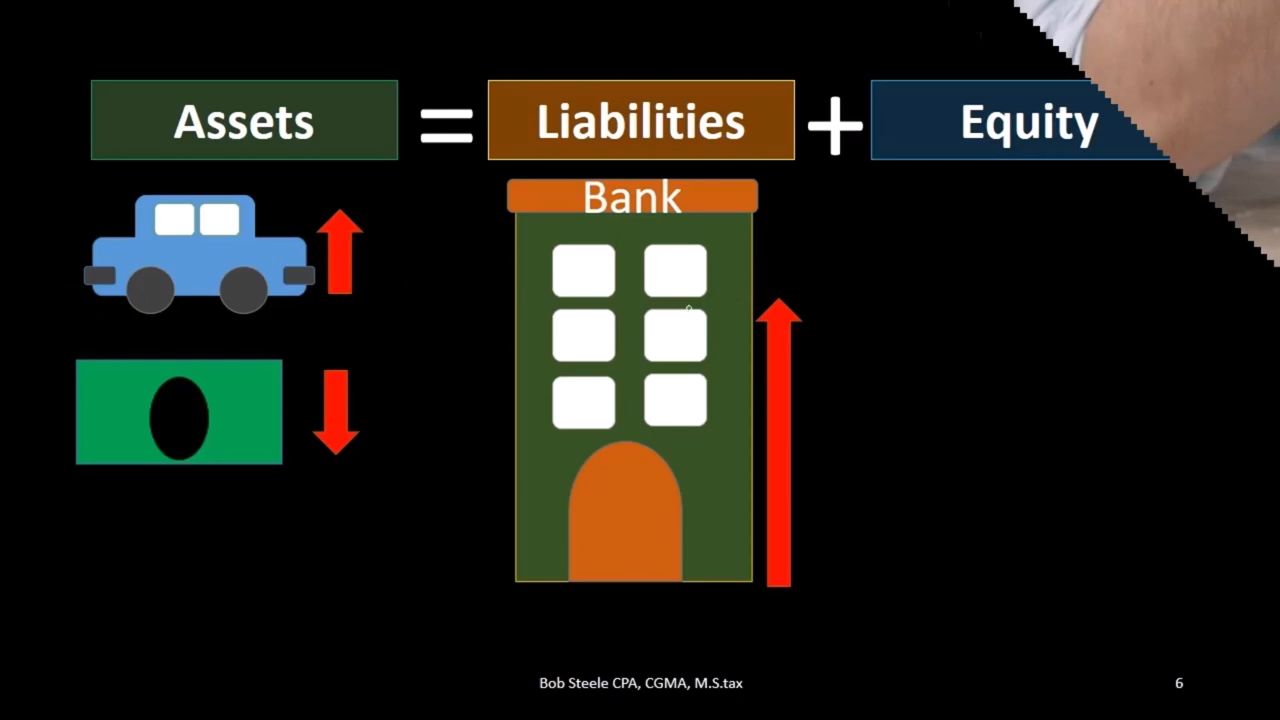 Assets = Liabilities + Equity
Bank
Bob Steele CPA, CGMA, M.S.tax
6